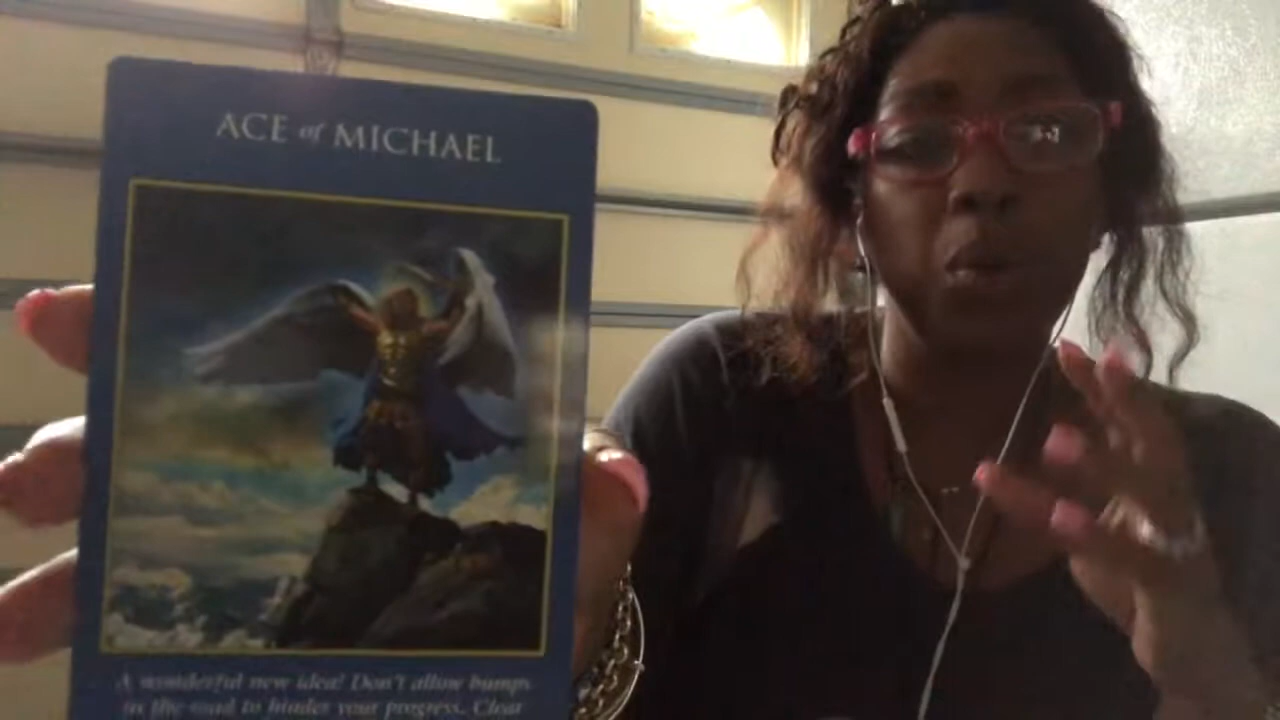 ACE of MICHAEL
A wonderful new idea! Don't allow bumps
in the road to hinder your progress. Clear